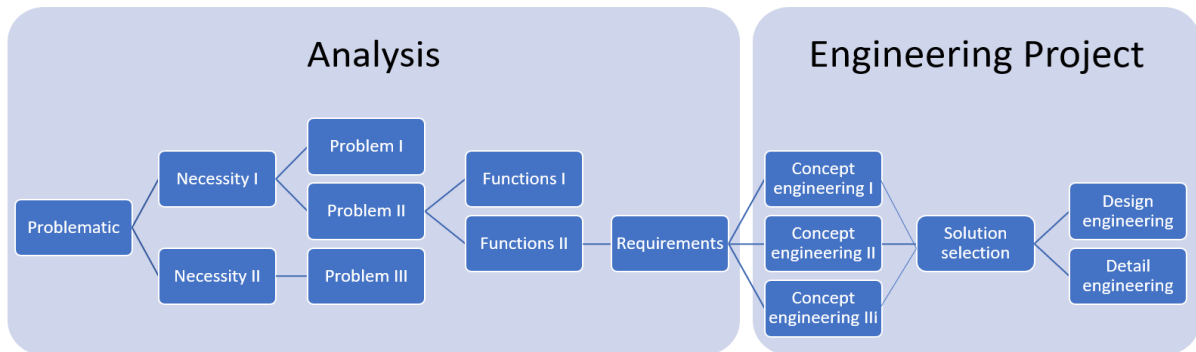 Analysis
Engineering Project
Problematic
Necessity I
Necessity II
Problem I
Problem II
Problem III
Functions I
Functions II
Requirements
Concept
engineering I
Concept
engineering II
Concept
engineering IIi
Solution
selection
Design
engineering
Detail
engineering